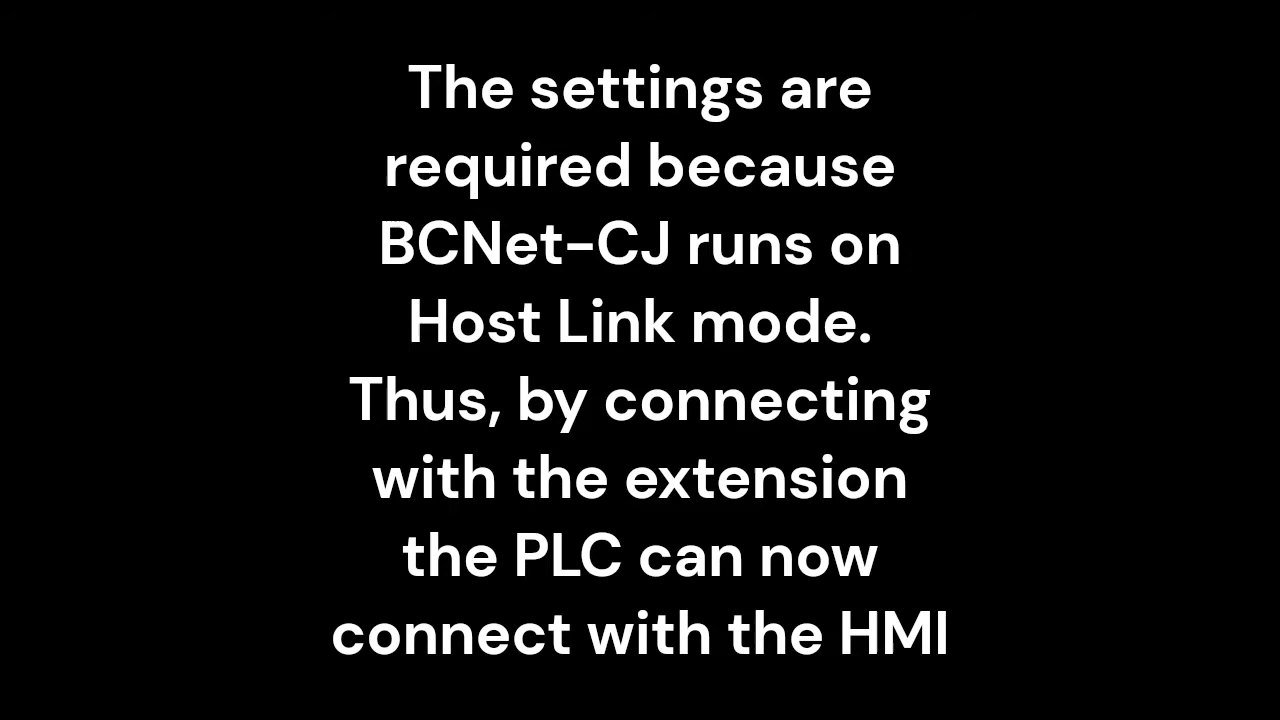 The settings are
required because
BCNet-CJ runs on
Host Link mode.
Thus, by connecting
with the extension
the PLC can now
connect with the HMI